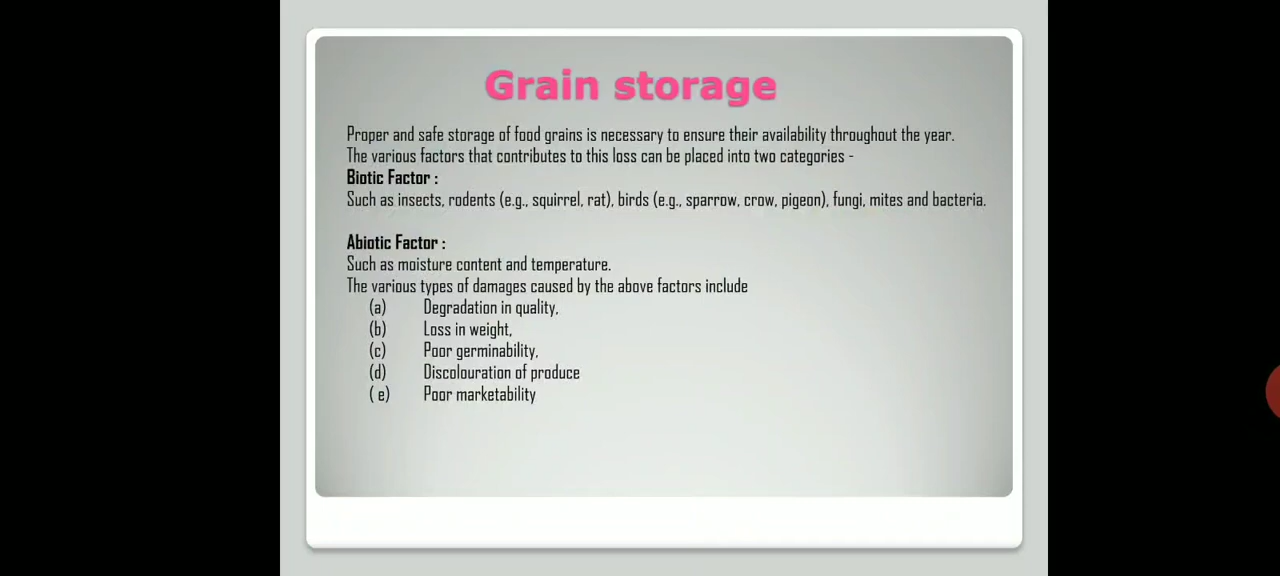 Grain storage
Proper and safe storage of food grains is necessary to ensure their availability throughout the year.
The various factors that contributes to this loss can be placed into two categories -
Biotic Factor :
Such as insects, rodents (e.g., squirrel, rat), birds (e.g., sparrow, crow, pigeon), fungi, mites and bacteria.
Abiotic Factor :
Such as moisture content and temperature.
The various types of damages caused by the above factors include
(a) Degradation in quality,
(b) Loss in weight,
(c) Poor germinability,
(d) Discolouration of produce
( e) Poor marketability